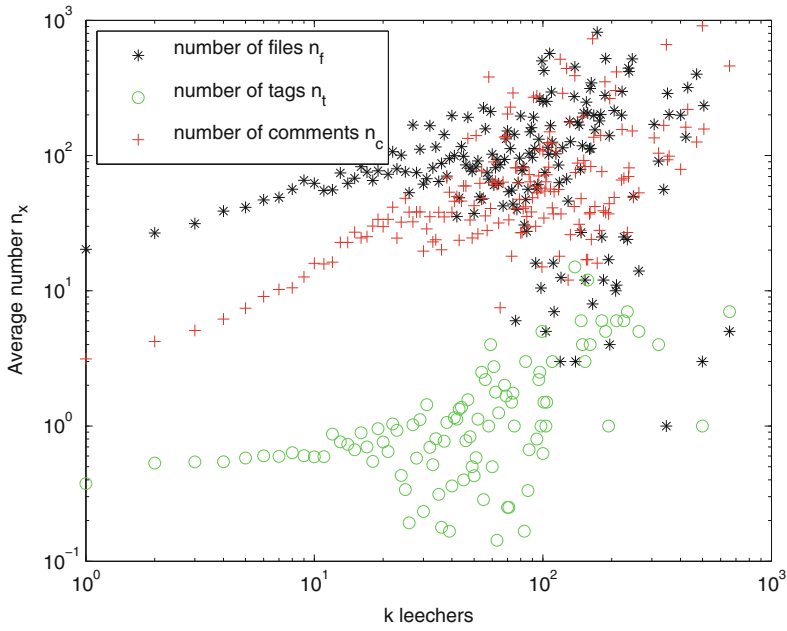 10³
10²
10¹
10⁰
10⁻¹
Average number n_x
number of files n_f
number of tags n_t
number of comments n_c
10⁰ 10¹ 10² 10³
k leechers